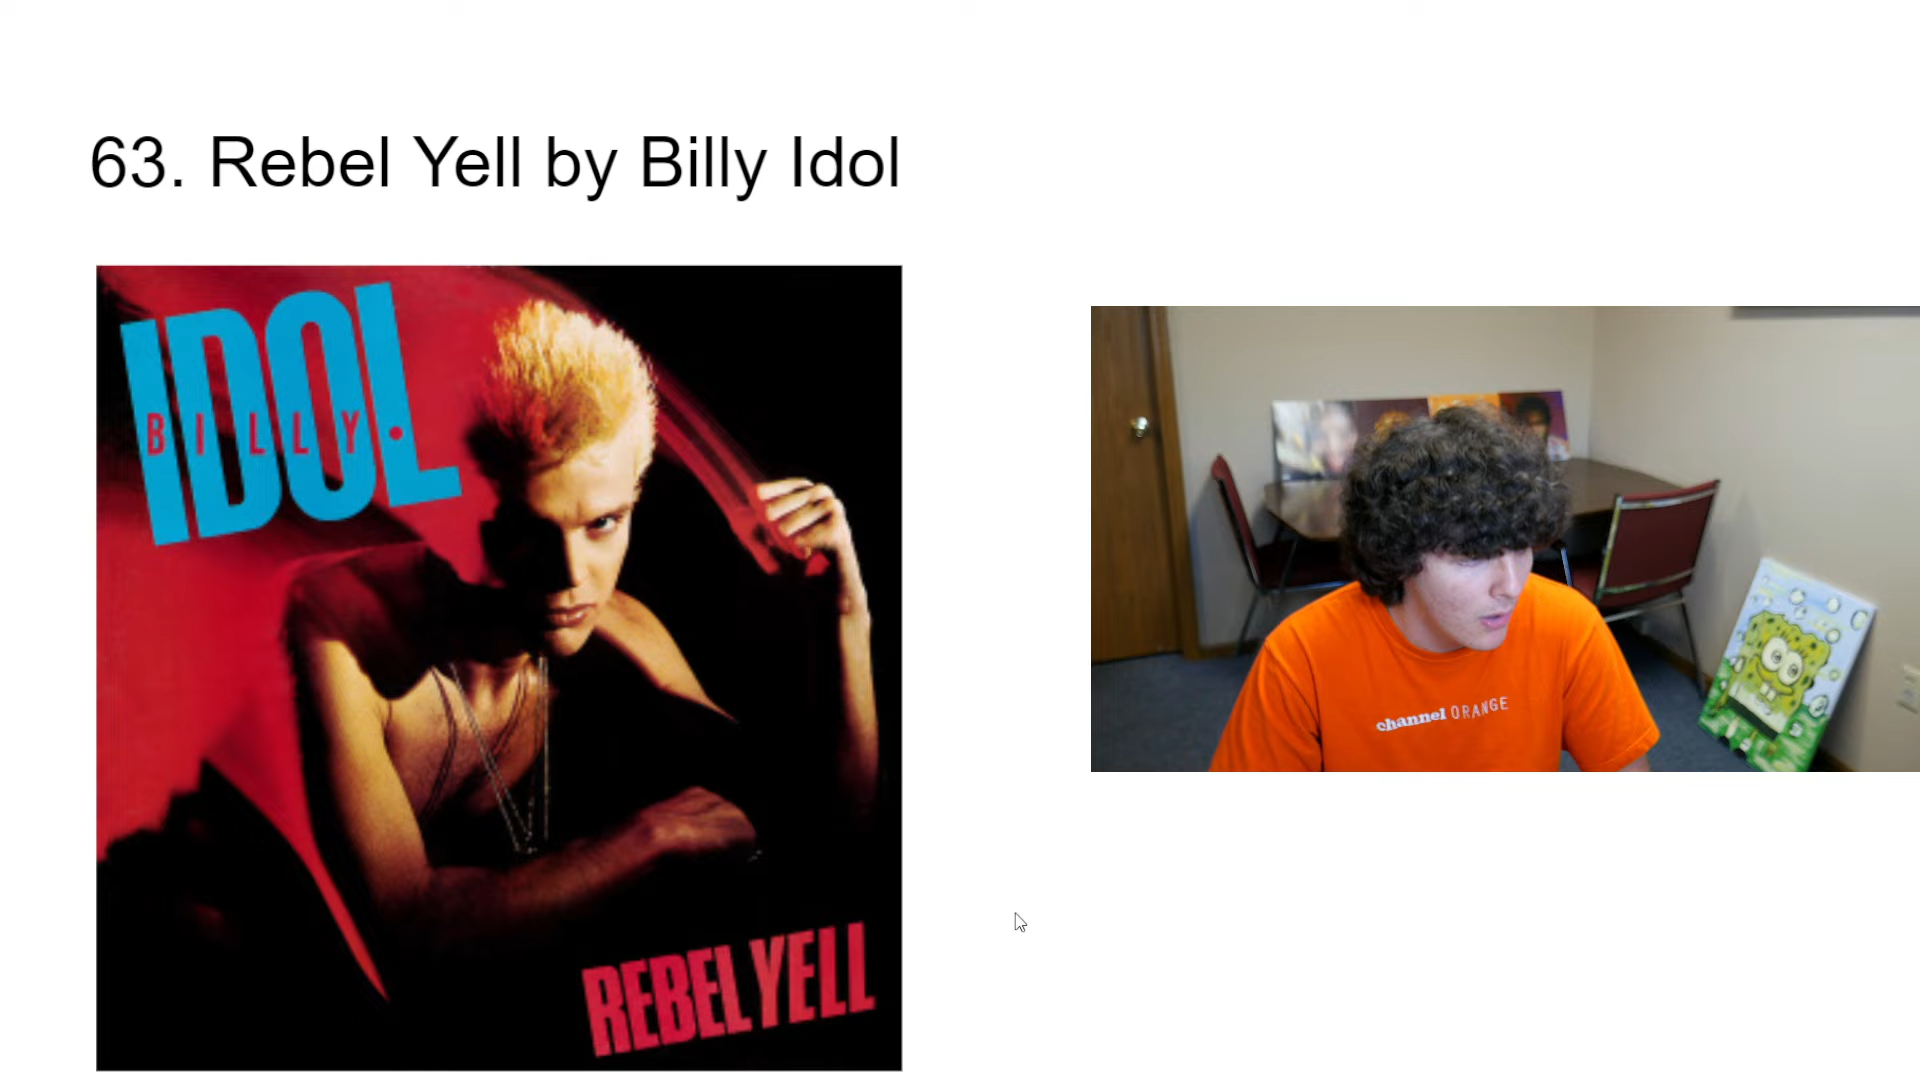 63. Rebel Yell by Billy Idol
IDOL
BILLY.
REBEL YELL
channel ORANGE